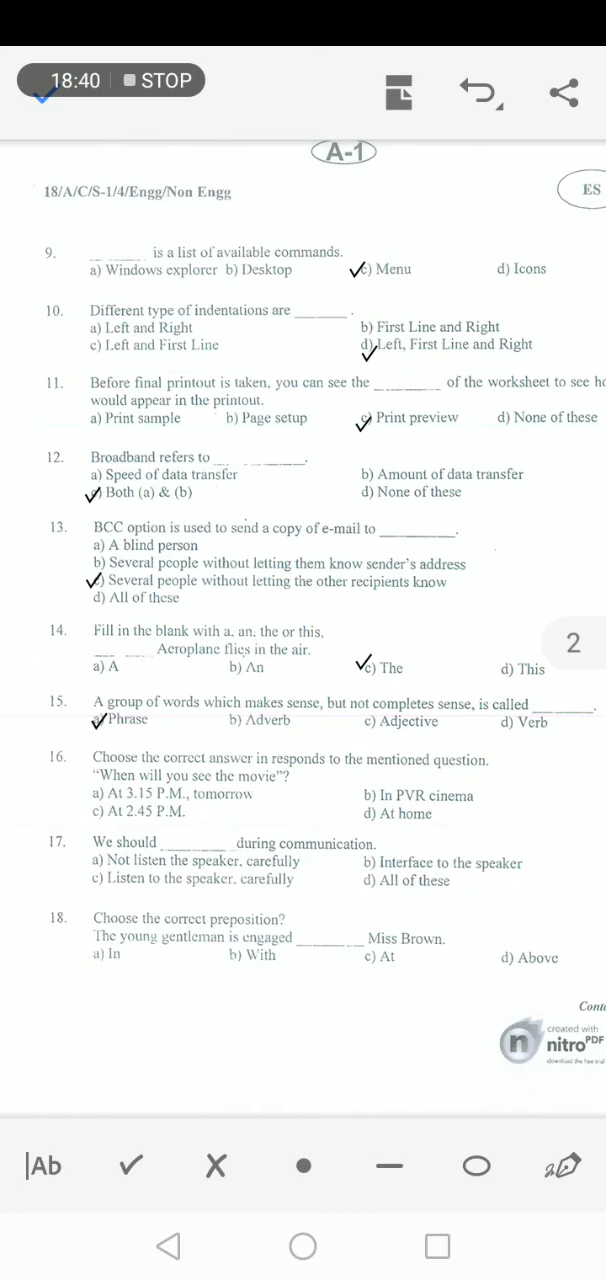 18:40 STOP
A-1
18/A/C/S-1/4/Engg/Non Engg
ES
9. ______ is a list of available commands.
a) Windows explorer b) Desktop c) Menu d) Icons
10. Different type of indentations are ______ .
a) Left and Right b) First Line and Right
c) Left and First Line d) Left, First Line and Right
11. Before final printout is taken, you can see the ______ of the worksheet to see
would appear in the printout.
a) Print sample b) Page setup c) Print preview d) None of these
12. Broadband refers to ______.
a) Speed of data transfer b) Amount of data transfer
c) Both (a) & (b) d) None of these
13. BCC option is used to send a copy of e-mail to ______.
a) A blind person
b) Several people without letting them know sender's address
c) Several people without letting the other recipients know
d) All of these
14. Fill in the blank with a, an, the or this,
______ Aeroplane flies in the air.
2
a) A b) An c) The d) This
15. A group of words which makes sense, but not completes sense, is called ______.
a) Phrase b) Adverb c) Adjective d) Verb
16. Choose the correct answer in responds to the mentioned question.
"When will you see the movie"?
a) At 3.15 P.M., tomorrow b) In PVR cinema
c) At 2.45 P.M. d) At home
17. We should ______ during communication.
a) Not listen the speaker, carefully b) Interface to the speaker
c) Listen to the speaker, carefully d) All of these
18. Choose the correct preposition?
The young gentleman is engaged ______ Miss Brown.
a) In b) With c) At d) Above
created with
n nitro PDF
download the free trial
Ab